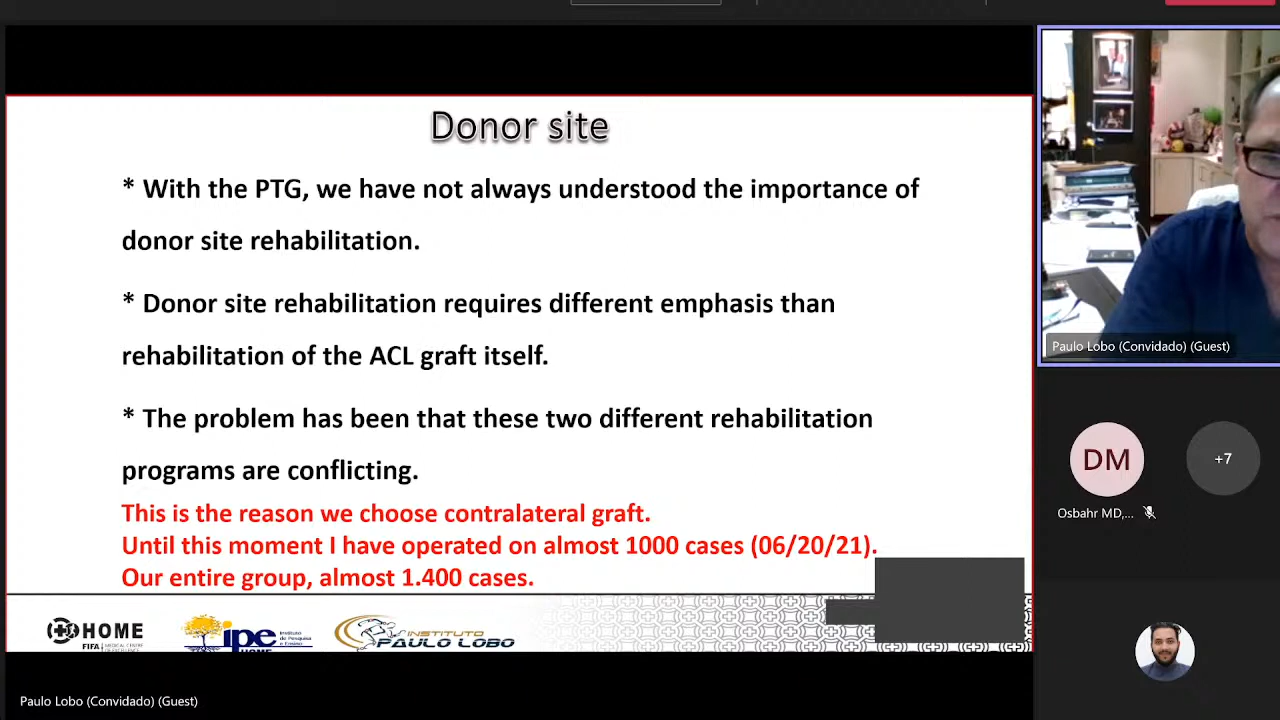 Donor site
* With the PTG, we have not always understood the importance of
donor site rehabilitation.
* Donor site rehabilitation requires different emphasis than
rehabilitation of the ACL graft itself.
* The problem has been that these two different rehabilitation
programs are conflicting.
This is the reason we choose contralateral graft.
Until this moment I have operated on almost 1000 cases (06/20/21).
Our entire group, almost 1.400 cases.
HOME
FIFA | MEDICAL CENTRE OF EXCELLENCE
ipe Instituto de Pesquisa e Ensino
HOME
INSTITUTO
PAULO LOBO
Paulo Lobo (Convidado) (Guest)
Paulo Lobo (Convidado) (Guest)
DM
+7
Osbahr MD,...